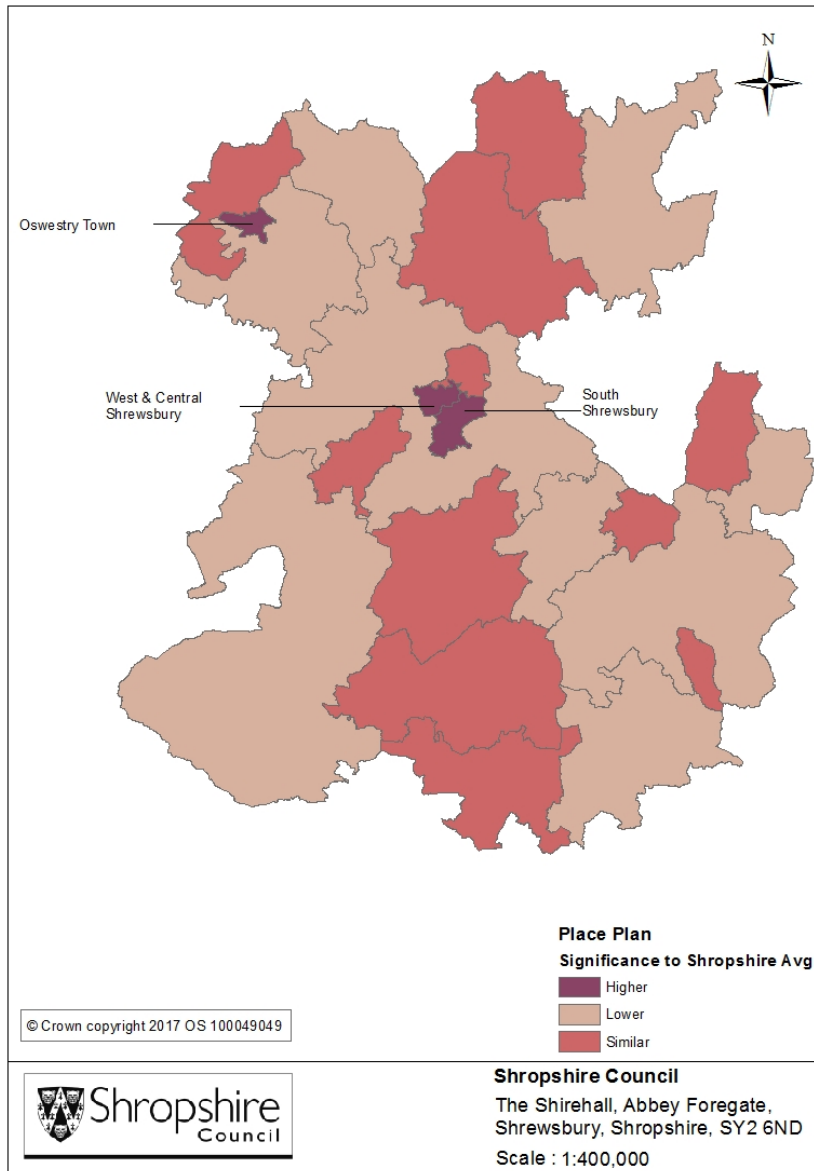 N
Oswestry Town
West & Central
Shrewsbury
South
Shrewsbury
Place Plan
Significance to Shropshire Avg
Higher
Lower
Similar
© Crown copyright 2017 OS 100049049
Shropshire
Council
Shropshire Council
The Shirehall, Abbey Foregate,
Shrewsbury, Shropshire, SY2 6ND
Scale : 1:400,000